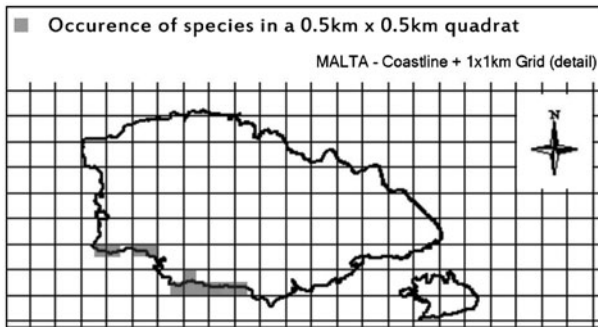 Occurence of species in a 0.5km x 0.5km quadrat
MALTA - Coastline + 1x1km Grid (detail)
N